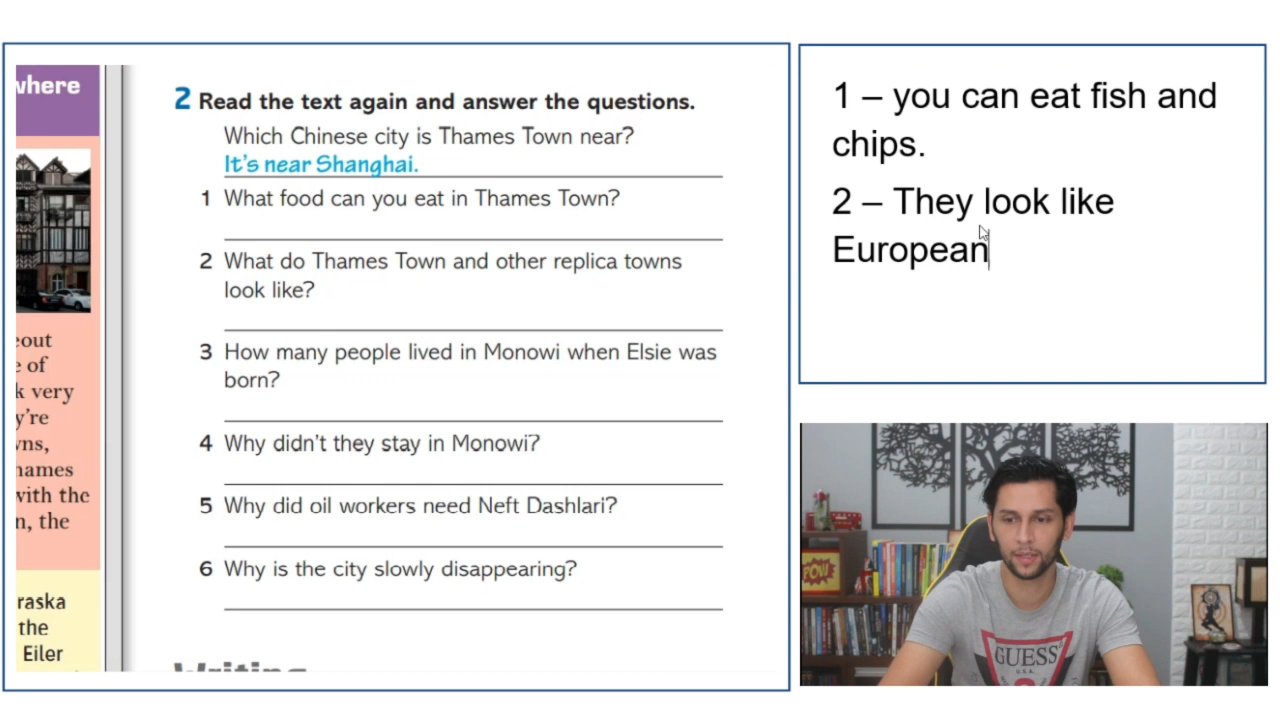 where
eout
e of
k very
y're
wns,
hames
with the
n, the
raska
the
Eiler
2 Read the text again and answer the questions.
Which Chinese city is Thames Town near?
It's near Shanghai.
1 What food can you eat in Thames Town?
2 What do Thames Town and other replica towns
look like?
3 How many people lived in Monowi when Elsie was
born?
4 Why didn't they stay in Monowi?
5 Why did oil workers need Neft Dashlari?
6 Why is the city slowly disappearing?
Writing
1 – you can eat fish and
chips.
2 – They look like
European
POW!
GUESS
U.S.A.